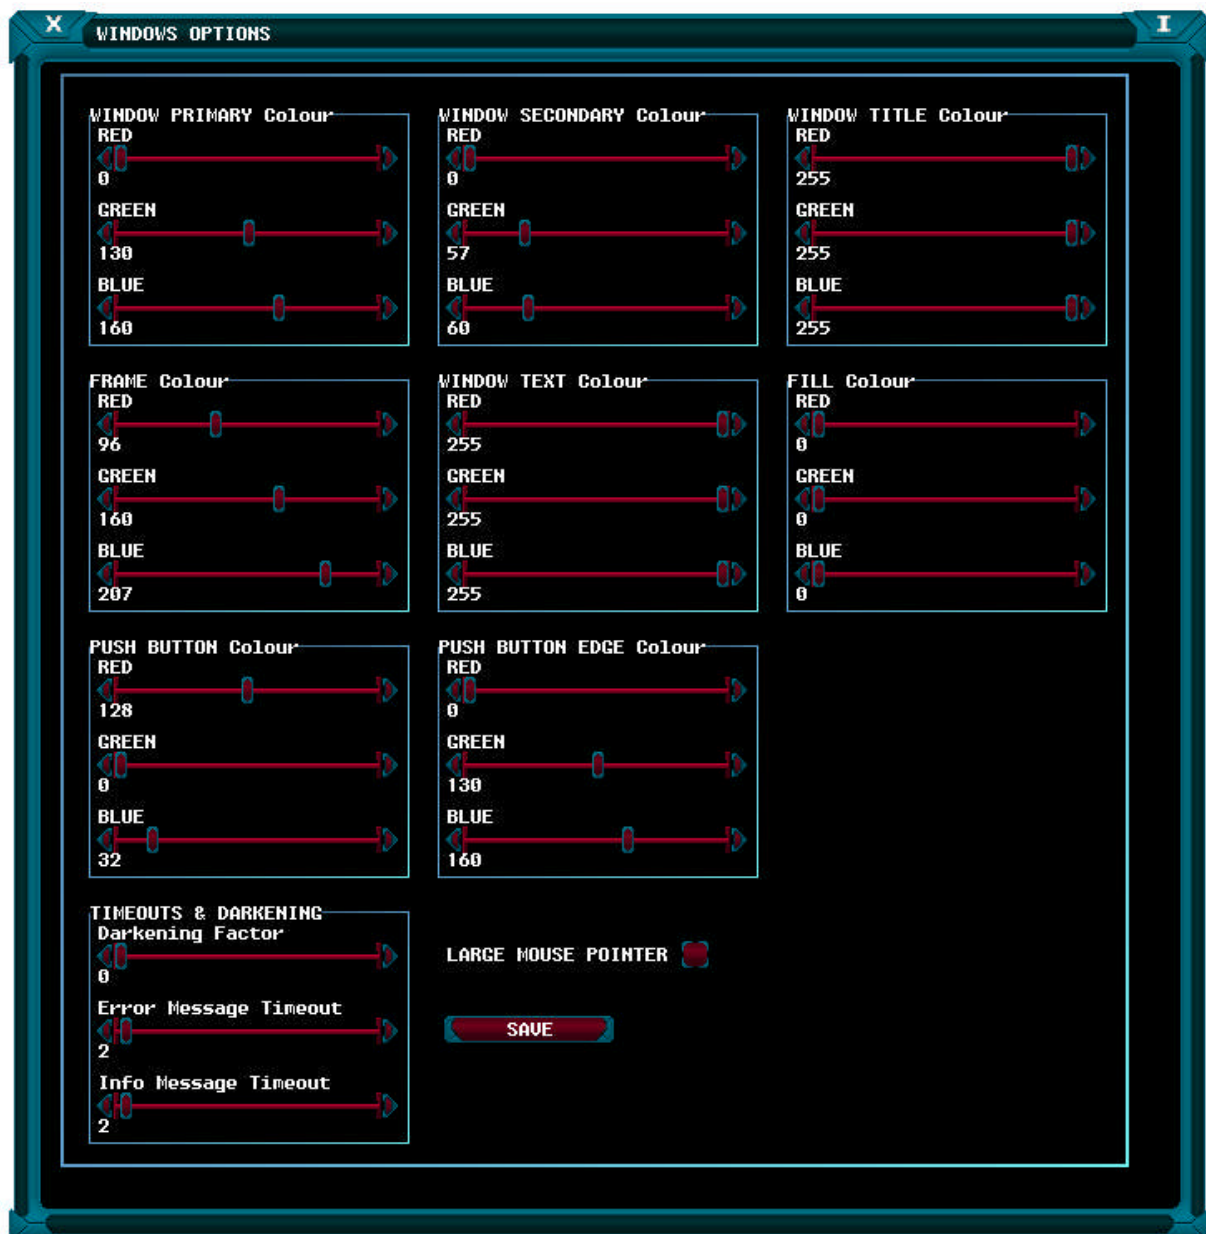 X
WINDOWS OPTIONS
I
WINDOW PRIMARY Colour
RED
0
GREEN
130
BLUE
160
WINDOW SECONDARY Colour
RED
0
GREEN
57
BLUE
60
WINDOW TITLE Colour
RED
255
GREEN
255
BLUE
255
FRAME Colour
RED
96
GREEN
160
BLUE
207
WINDOW TEXT Colour
RED
255
GREEN
255
BLUE
255
FILL Colour
RED
0
GREEN
0
BLUE
0
PUSH BUTTON Colour
RED
128
GREEN
0
BLUE
32
PUSH BUTTON EDGE Colour
RED
0
GREEN
130
BLUE
160
TIMEOUTS & DARKENING
Darkening Factor
0
Error Message Timeout
2
Info Message Timeout
2
LARGE MOUSE POINTER
SAVE